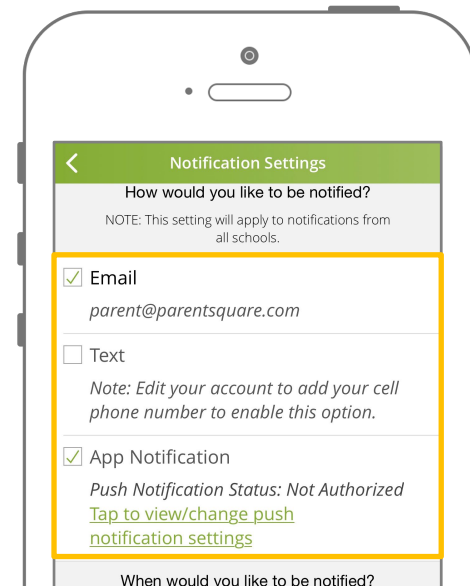 Notification Settings
How would you like to be notified?
NOTE: This setting will apply to notifications from
all schools.
Email
parent@parentsquare.com
Text
Note: Edit your account to add your cell
phone number to enable this option.
App Notification
Push Notification Status: Not Authorized
Tap to view/change push
notification settings
When would you like to be notified?